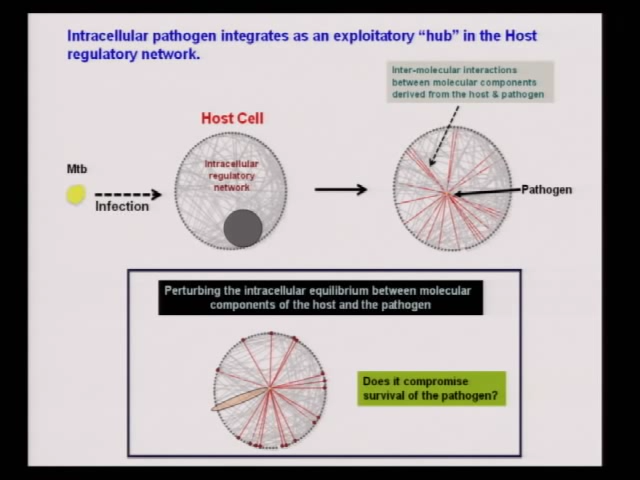 Intracellular pathogen integrates as an exploitatory “hub” in the Host
regulatory network.
Inter-molecular interactions
between molecular components
derived from the host & pathogen
Host Cell
Mtb
Infection
Intracellular
regulatory
network
Pathogen
Perturbing the intracellular equilibrium between molecular
components of the host and the pathogen
Does it compromise
survival of the pathogen?